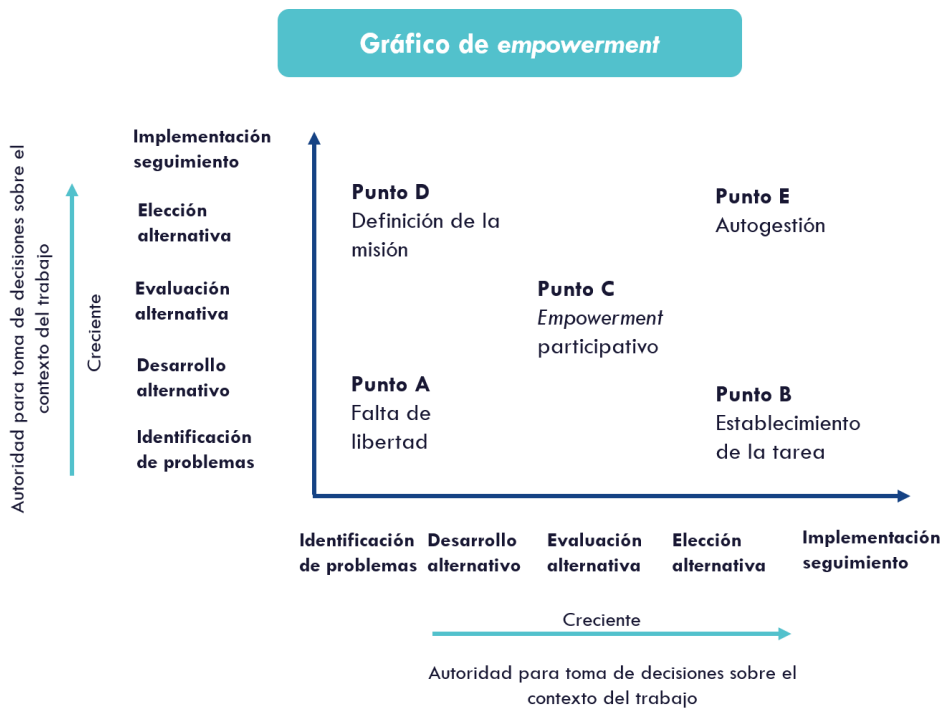 Gráfico de empowerment
Autoridad para toma de decisiones sobre el
contexto del trabajo
Creciente
Implementación
seguimiento
Elección
alternativa
Evaluación
alternativa
Desarrollo
alternativo
Identificación
de problemas
Punto D
Definición de la
misión
Punto E
Autogestión
Punto C
Empowerment
participativo
Punto A
Falta de
libertad
Punto B
Establecimiento
de la tarea
Identificación
de problemas
Desarrollo
alternativo
Evaluación
alternativa
Elección
alternativa
Implementación
seguimiento
Creciente
Autoridad para toma de decisiones sobre el
contexto del trabajo